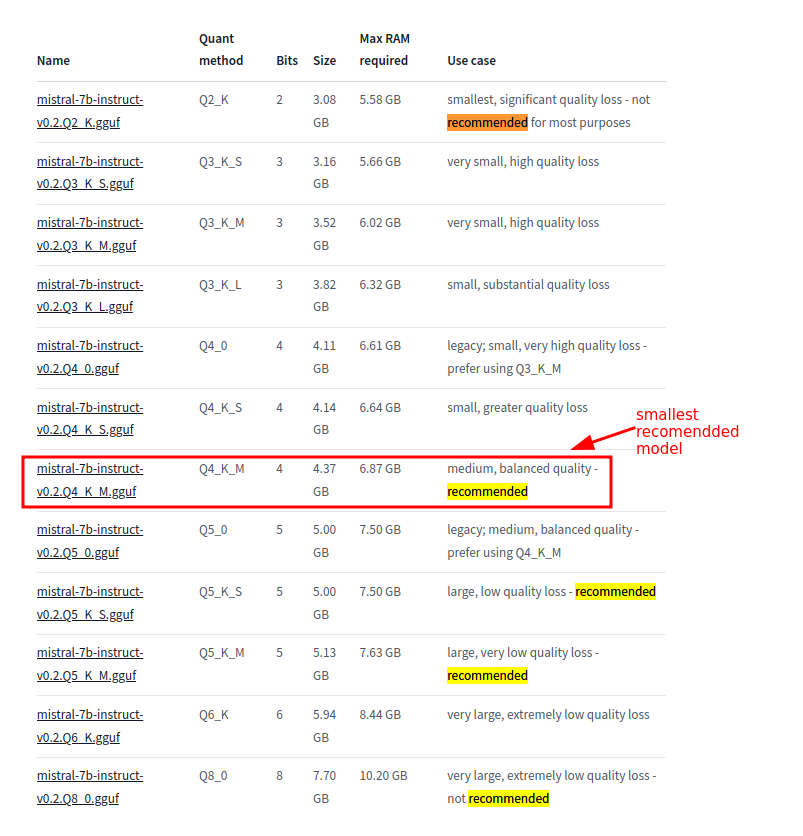 Name Quant method Bits Size Max RAM required Use case
mistral-7b-instruct- Q2_K 2 3.08 5.58 GB smallest, significant quality loss - not
v0.2.Q2_K.gguf GB recommended for most purposes
mistral-7b-instruct- Q3_K_S 3 3.16 5.66 GB very small, high quality loss
v0.2.Q3_K_S.gguf GB
mistral-7b-instruct- Q3_K_M 3 3.52 6.02 GB very small, high quality loss
v0.2.Q3_K_M.gguf GB
mistral-7b-instruct- Q3_K_L 3 3.82 6.32 GB small, substantial quality loss
v0.2.Q3_K_L.gguf GB
mistral-7b-instruct- Q4_0 4 4.11 6.61 GB legacy; small, very high quality loss -
v0.2.Q4_0.gguf GB prefer using Q3_K_M
mistral-7b-instruct- Q4_K_S 4 4.14 6.64 GB small, greater quality loss
v0.2.Q4_K_S.gguf GB
smallest
recomendded
model
mistral-7b-instruct- Q4_K_M 4 4.37 6.87 GB medium, balanced quality -
v0.2.Q4_K_M.gguf GB recommended
mistral-7b-instruct- Q5_0 5 5.00 7.50 GB legacy; medium, balanced quality -
v0.2.Q5_0.gguf GB prefer using Q4_K_M
mistral-7b-instruct- Q5_K_S 5 5.00 7.50 GB large, low quality loss - recommended
v0.2.Q5_K_S.gguf GB
mistral-7b-instruct- Q5_K_M 5 5.13 7.63 GB large, very low quality loss -
v0.2.Q5_K_M.gguf GB recommended
mistral-7b-instruct- Q6_K 6 5.94 8.44 GB very large, extremely low quality loss
v0.2.Q6_K.gguf GB
mistral-7b-instruct- Q8_0 8 7.70 10.20 GB very large, extremely low quality loss -
v0.2.Q8_0.gguf GB not recommended